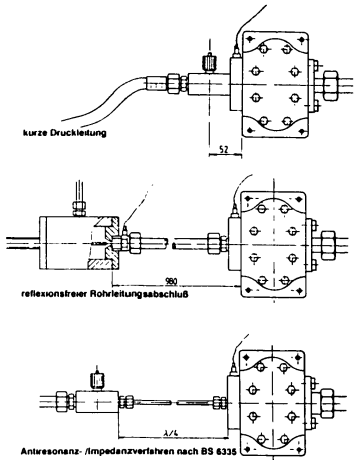 kurze Druckleitung
52
980
reflexionsfreier Rohrleitungsabschluß
λ/4
Antiresonanz- /Impedanzverfahren nach BS 6335